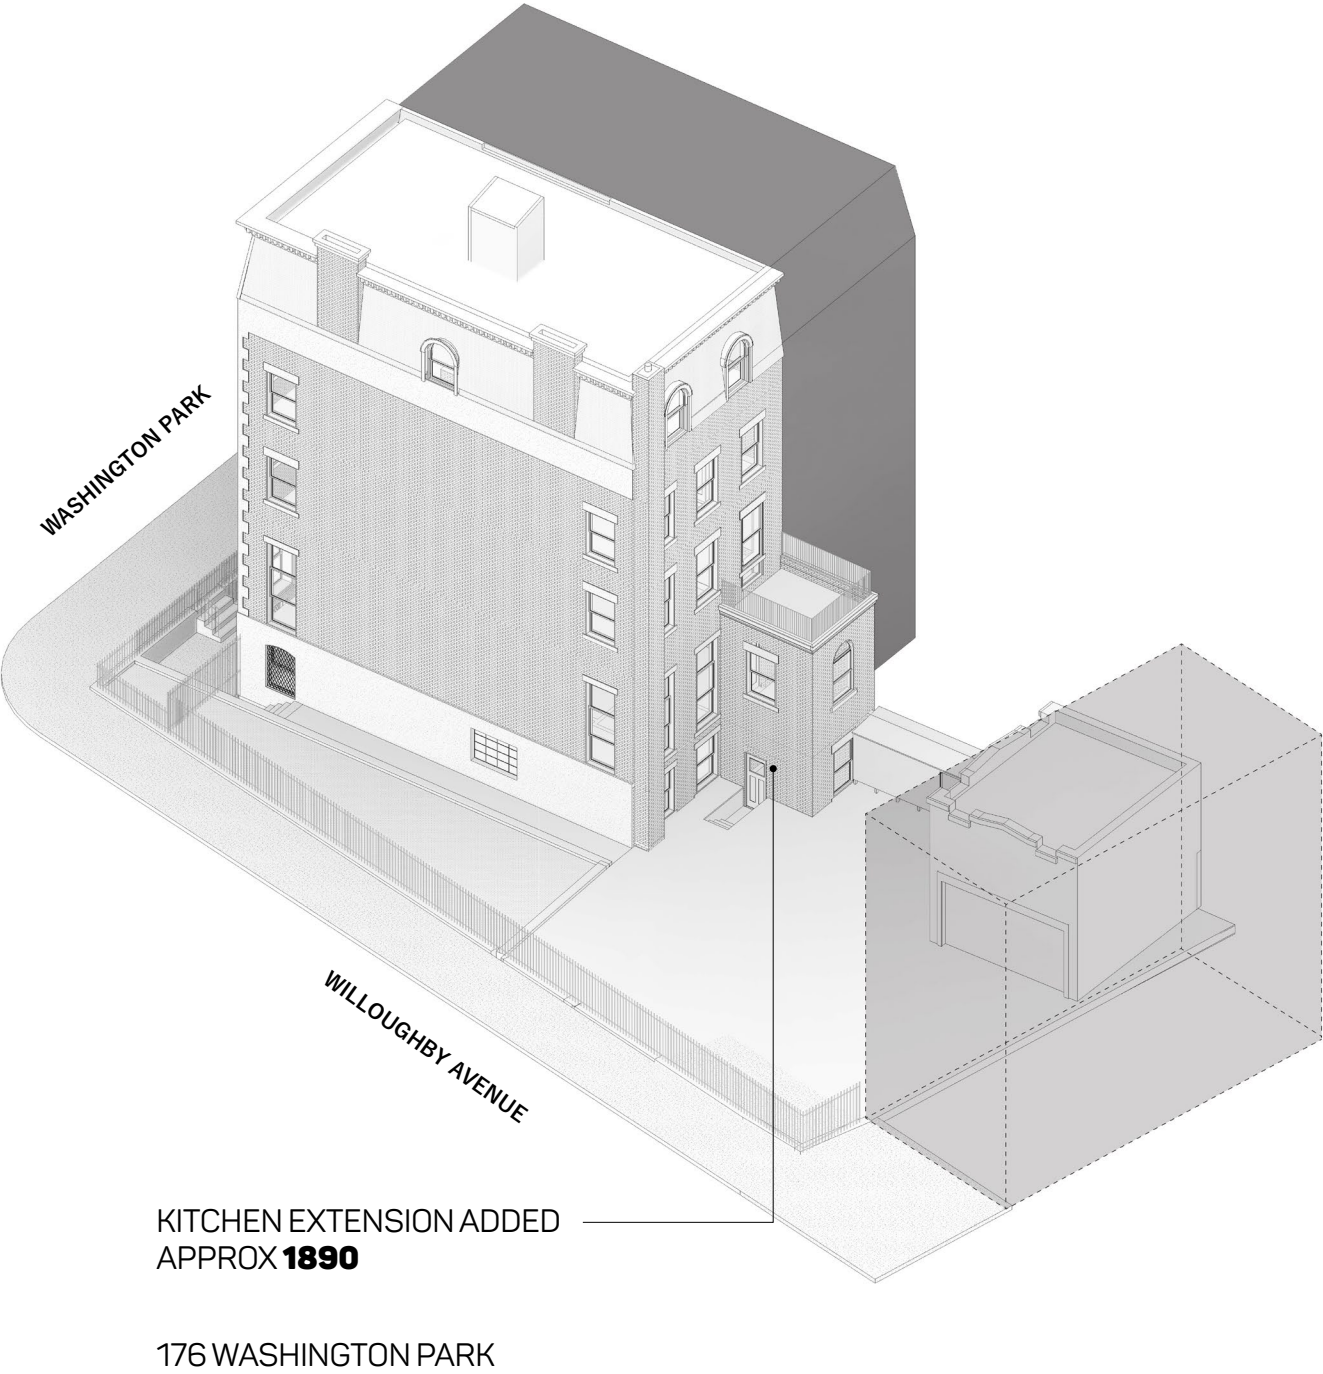 WASHINGTON PARK
WILLOUGHBY AVENUE
KITCHEN EXTENSION ADDED
APPROX 1890
176 WASHINGTON PARK